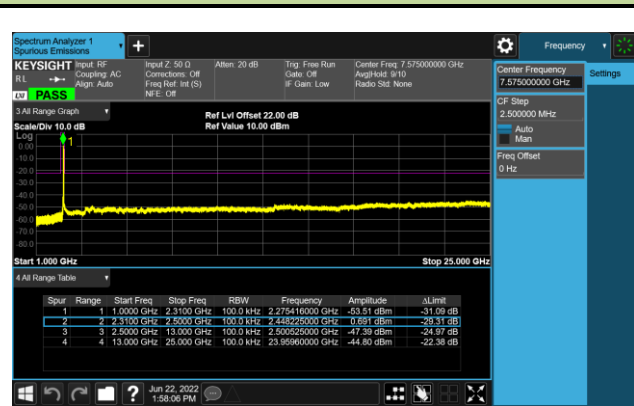 Spectrum Analyzer 1
Spurious Emissions
Frequency
KEYSIGHT Input: RF Input Z: 50 Ω Atten: 20 dB Trig: Free Run Center Freq: 7.575000000 GHz
R L Coupling: AC Corrections: Off Gate: Off Avg|Hold: 9/10
Align: Auto Freq Ref: Int (S) IF Gain: Low Radio Std: None
LXI PASS NFE: Off
Center Frequency
7.575000000 GHz
Settings
CF Step
2.500000 MHz
Auto
Man
Freq Offset
0 Hz
3 All Range Graph
Ref Lvl Offset 22.00 dB
Scale/Div 10.0 dB Ref Value 10.00 dBm
Log
1
0.00
-10.0
-20.0
-30.0
-40.0
-50.0
-60.0
-70.0
-80.0
Start 1.000 GHz Stop 25.000 GHz
4 All Range Table
Spur Range Start Freq Stop Freq RBW Frequency Amplitude ΔLimit
1 1 1.0000 GHz 2.3100 GHz 100.0 kHz 2.275416000 GHz -53.51 dBm -31.09 dB
2 2 2.3100 GHz 2.5000 GHz 100.0 kHz 2.448225000 GHz 0.691 dBm -29.31 dB
3 3 2.5000 GHz 13.000 GHz 100.0 kHz 2.500525000 GHz -47.39 dBm -24.97 dB
4 4 13.000 GHz 25.000 GHz 100.0 kHz 23.95960000 GHz -44.80 dBm -22.38 dB
Jun 22, 2022
1:58:06 PM